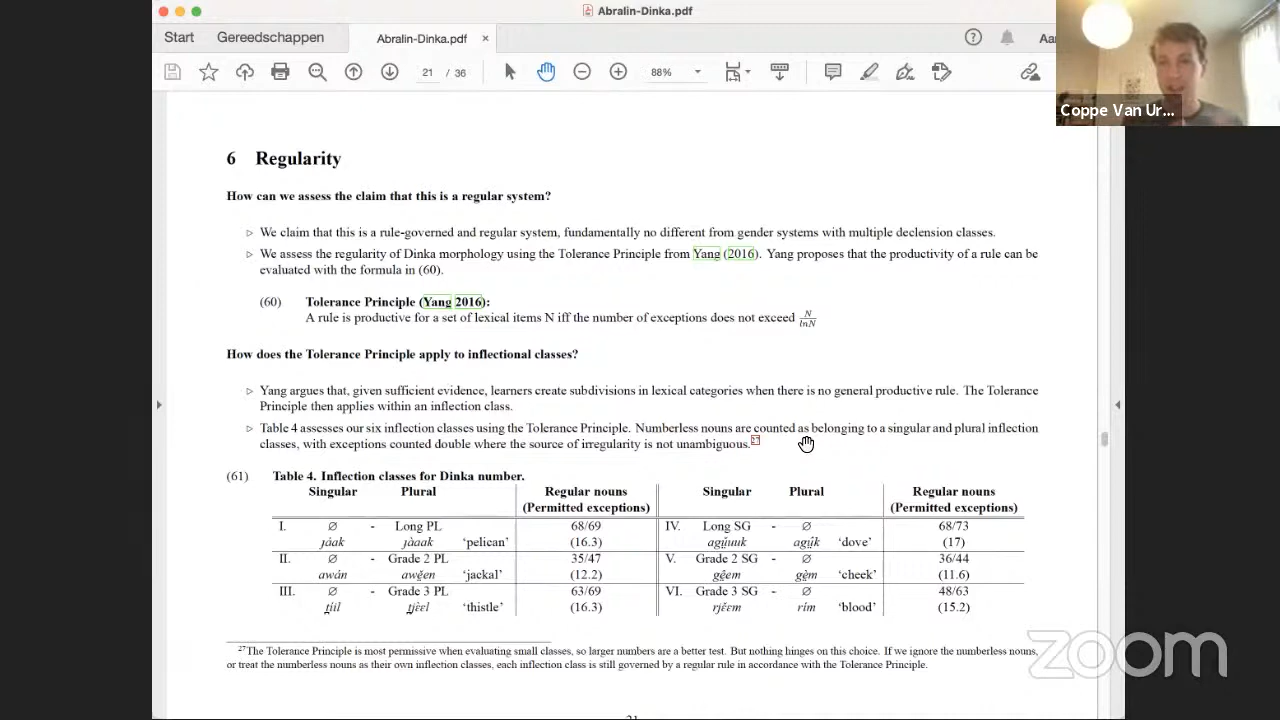 Abralin-Dinka.pdf
Start Gereedschappen Abralin-Dinka.pdf ×
21 / 36 88%
Coppe Van Ur...
6 Regularity
How can we assess the claim that this is a regular system?
▷ We claim that this is a rule-governed and regular system, fundamentally no different from gender systems with multiple declension classes.
▷ We assess the regularity of Dinka morphology using the Tolerance Principle from Yang (2016). Yang proposes that the productivity of a rule can be
evaluated with the formula in (60).
(60) Tolerance Principle (Yang 2016):
A rule is productive for a set of lexical items N iff the number of exceptions does not exceed N/lnN
How does the Tolerance Principle apply to inflectional classes?
▷ Yang argues that, given sufficient evidence, learners create subdivisions in lexical categories when there is no general productive rule. The Tolerance
Principle then applies within an inflection class.
▷ Table 4 assesses our six inflection classes using the Tolerance Principle. Numberless nouns are counted as belonging to a singular and plural inflection
classes, with exceptions counted double where the source of irregularity is not unambiguous.27
(61) Table 4. Inflection classes for Dinka number.
Singular Plural Regular nouns Singular Plural Regular nouns
(Permitted exceptions) (Permitted exceptions)
I. ∅ - Long PL 68/69 IV. Long SG - ∅ 68/73
'pelican' (16.3) 'dove' (17)
II. ∅ - Grade 2 PL 35/47 V. Grade 2 SG - ∅ 36/44
awán awěen 'jackal' (12.2) 'cheek' (11.6)
III. ∅ - Grade 3 PL 63/69 VI. Grade 3 SG - ∅ 48/63
'thistle' (16.3) 'blood' (15.2)
27The Tolerance Principle is most permissive when evaluating small classes, so larger numbers are a better test. But nothing hinges on this choice. If we ignore the numberless nouns,
or treat the numberless nouns as their own inflection classes, each inflection class is still governed by a regular rule in accordance with the Tolerance Principle.
zoom